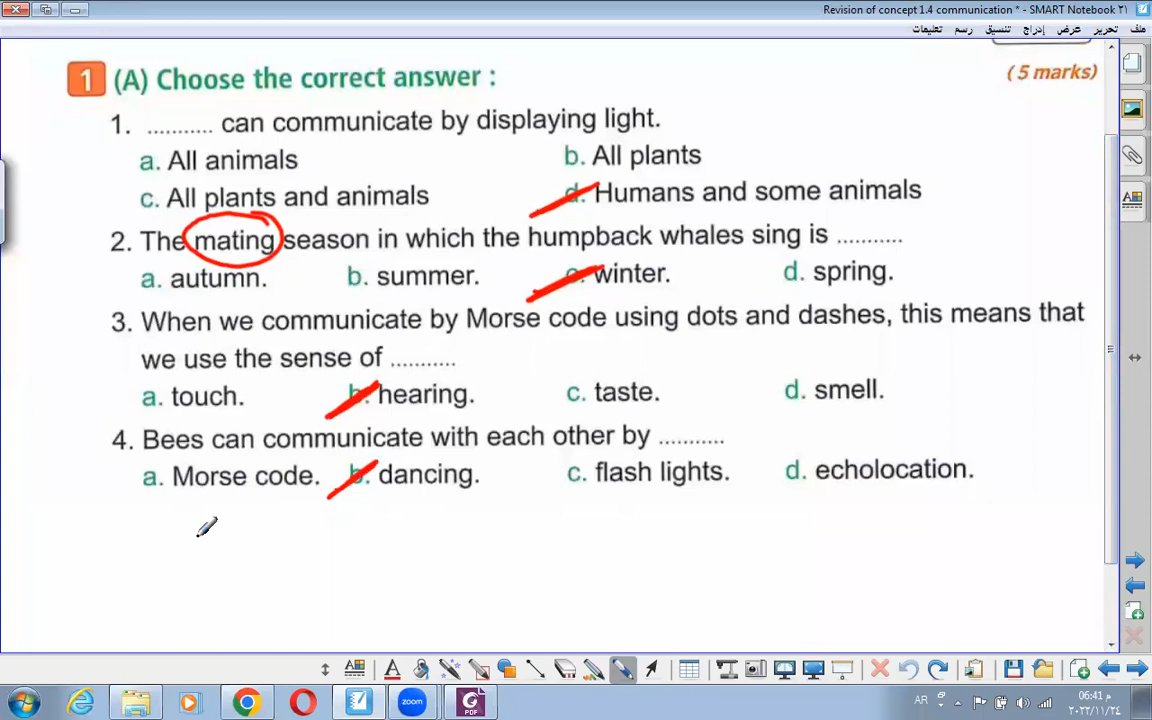 Revision of concept 1.4 communication * - SMART Notebook ٢١
ملف تحرير عرض إدراج تنسيق رسم تعليمات
1 (A) Choose the correct answer : (5 marks)
1. ........... can communicate by displaying light.
a. All animals b. All plants
c. All plants and animals d. Humans and some animals
2. The mating season in which the humpback whales sing is ...........
a. autumn. b. summer. c. winter. d. spring.
3. When we communicate by Morse code using dots and dashes, this means that
we use the sense of ...........
a. touch. b. hearing. c. taste. d. smell.
4. Bees can communicate with each other by ...........
a. Morse code. b. dancing. c. flash lights. d. echolocation.
zoom
AR
06:41 م
٢٠٢٢/١١/٢٤